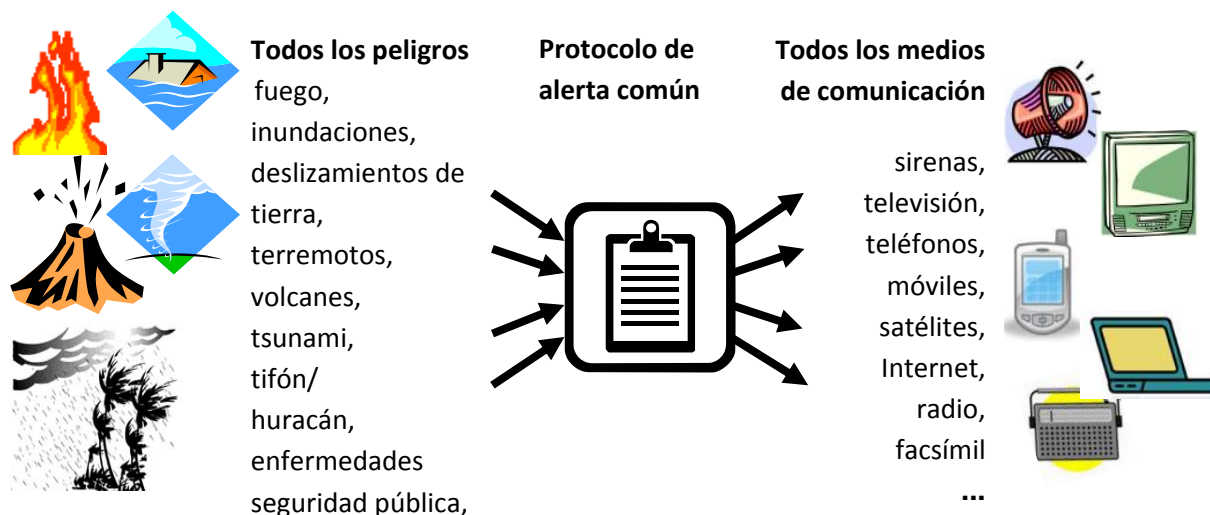 Todos los peligros
fuego,
inundaciones,
deslizamientos de
tierra,
terremotos,
volcanes,
tsunami,
tifón/
huracán,
enfermedades
seguridad pública,
Protocolo de
alerta común
Todos los medios
de comunicación
sirenas,
televisión,
teléfonos,
móviles,
satélites,
Internet,
radio,
facsímil
...